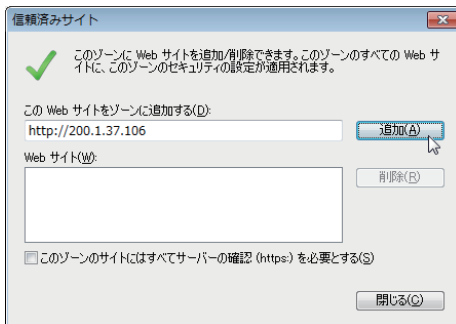 信頼済みサイト
このゾーンに Web サイトを追加/削除できます。このゾーンのすべての Web サ
イトに、このゾーンのセキュリティの設定が適用されます。
この Web サイトをゾーンに追加する(D):
http://200.1.37.106
追加(A)
Web サイト(W):
削除(R)
このゾーンのサイトにはすべてサーバーの確認 (https:) を必要とする(S)
閉じる(C)